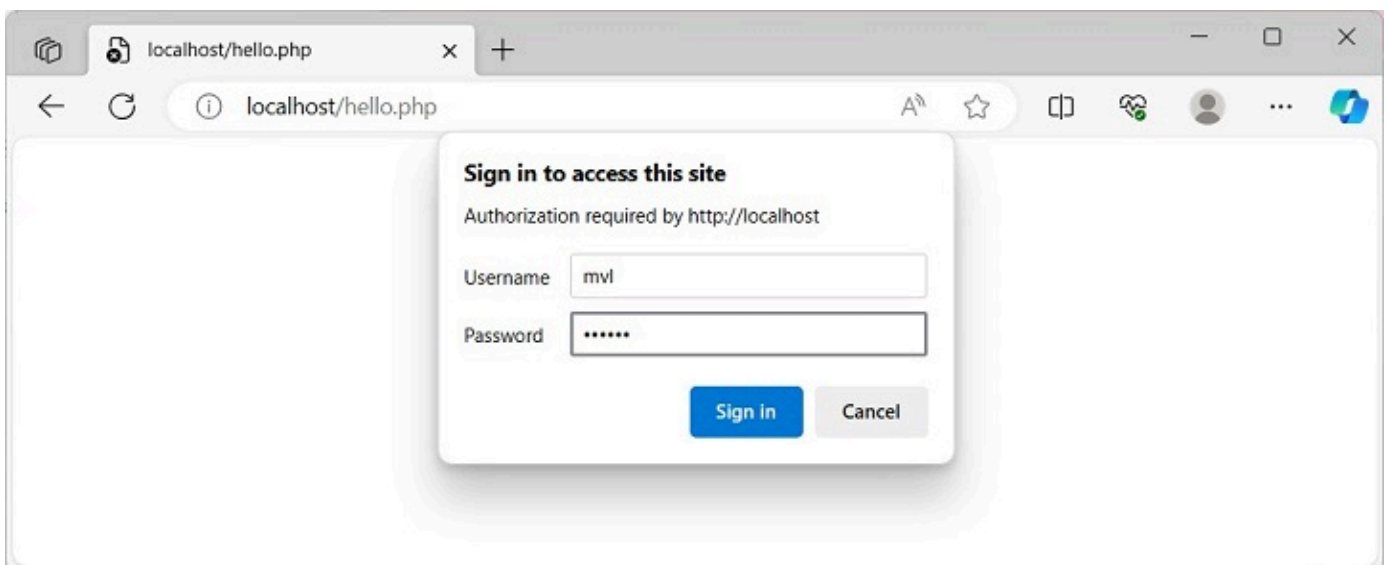 localhost/hello.php
localhost/hello.php
Sign in to access this site
Authorization required by http://localhost
Username mvl
Password ••••••
Sign in Cancel